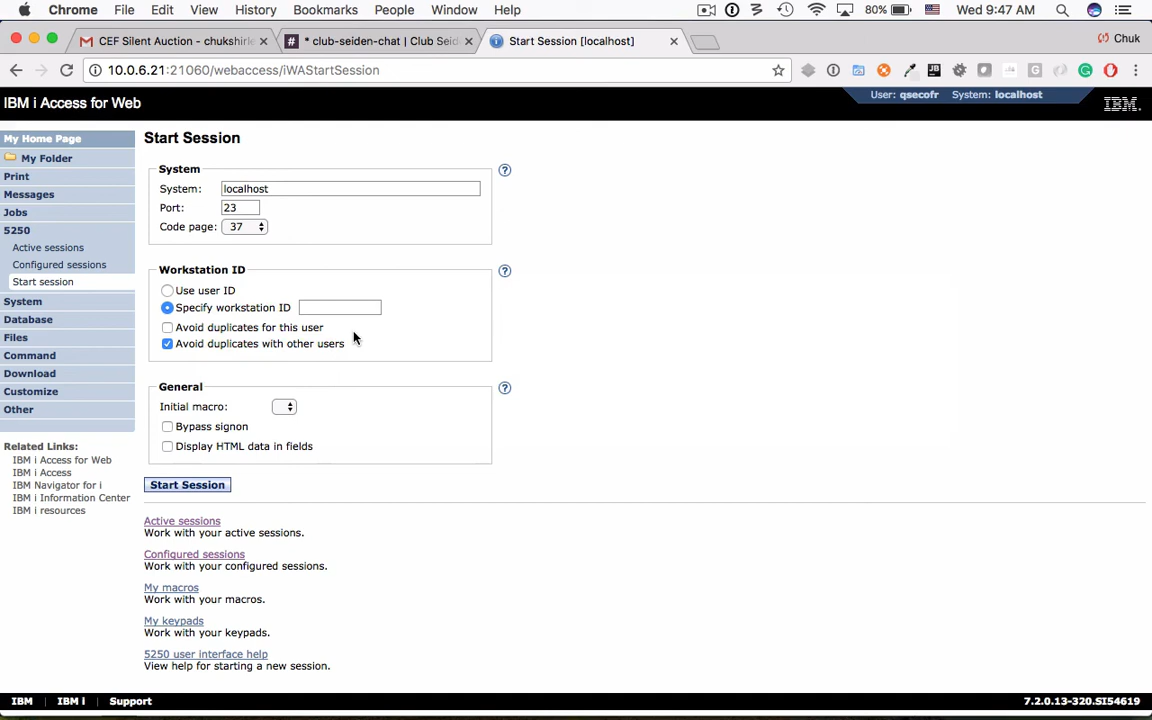 Chrome File Edit View History Bookmarks People Window Help 80% Wed 9:47 AM
CEF Silent Auction - chukshirle
* club-seiden-chat | Club Seid
Start Session [localhost]
Chuk
10.0.6.21:21060/webaccess/iWAStartSession
IBM i Access for Web
User: qsecofr System: localhost
IBM.
My Home Page
My Folder
Print
Messages
Jobs
5250
Active sessions
Configured sessions
Start session
System
Database
Files
Command
Download
Customize
Other
Related Links:
IBM i Access for Web
IBM i Access
IBM Navigator for i
IBM i Information Center
IBM i resources
Start Session
System
System: localhost
Port: 23
Code page: 37
Workstation ID
Use user ID
Specify workstation ID
Avoid duplicates for this user
Avoid duplicates with other users
General
Initial macro:
Bypass signon
Display HTML data in fields
Start Session
Active sessions
Work with your active sessions.
Configured sessions
Work with your configured sessions.
My macros
Work with your macros.
My keypads
Work with your keypads.
5250 user interface help
View help for starting a new session.
IBM | IBM i | Support
7.2.0.13-320.SI54619